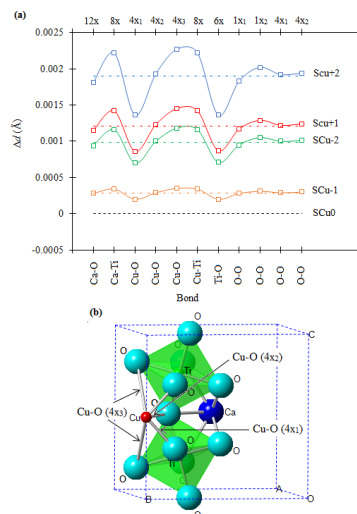 (a)
12x 8x 4x₁ 4x₂ 4x₃ 8x 6x 1x₁ 1x₂ 4x₁ 4x₂
0.003
0.0025
0.002
0.0015
0.001
0.0005
0
-0.0005
Δd (Å)
Scu+2
Scu+1
SCu-2
SCu-1
SCu0
Ca-O Ca-Ti Cu-O Cu-O Cu-O Cu-Ti Ti-O O-O O-O O-O O-O
Bond
(b)
O
C
O
O
Cu-O (4x₂)
Ti
O
O
O
Cu-O (4x₃)
Cu
Ca
O
Cu-O (4x₁)
O
Ti
O
A
B
O
O